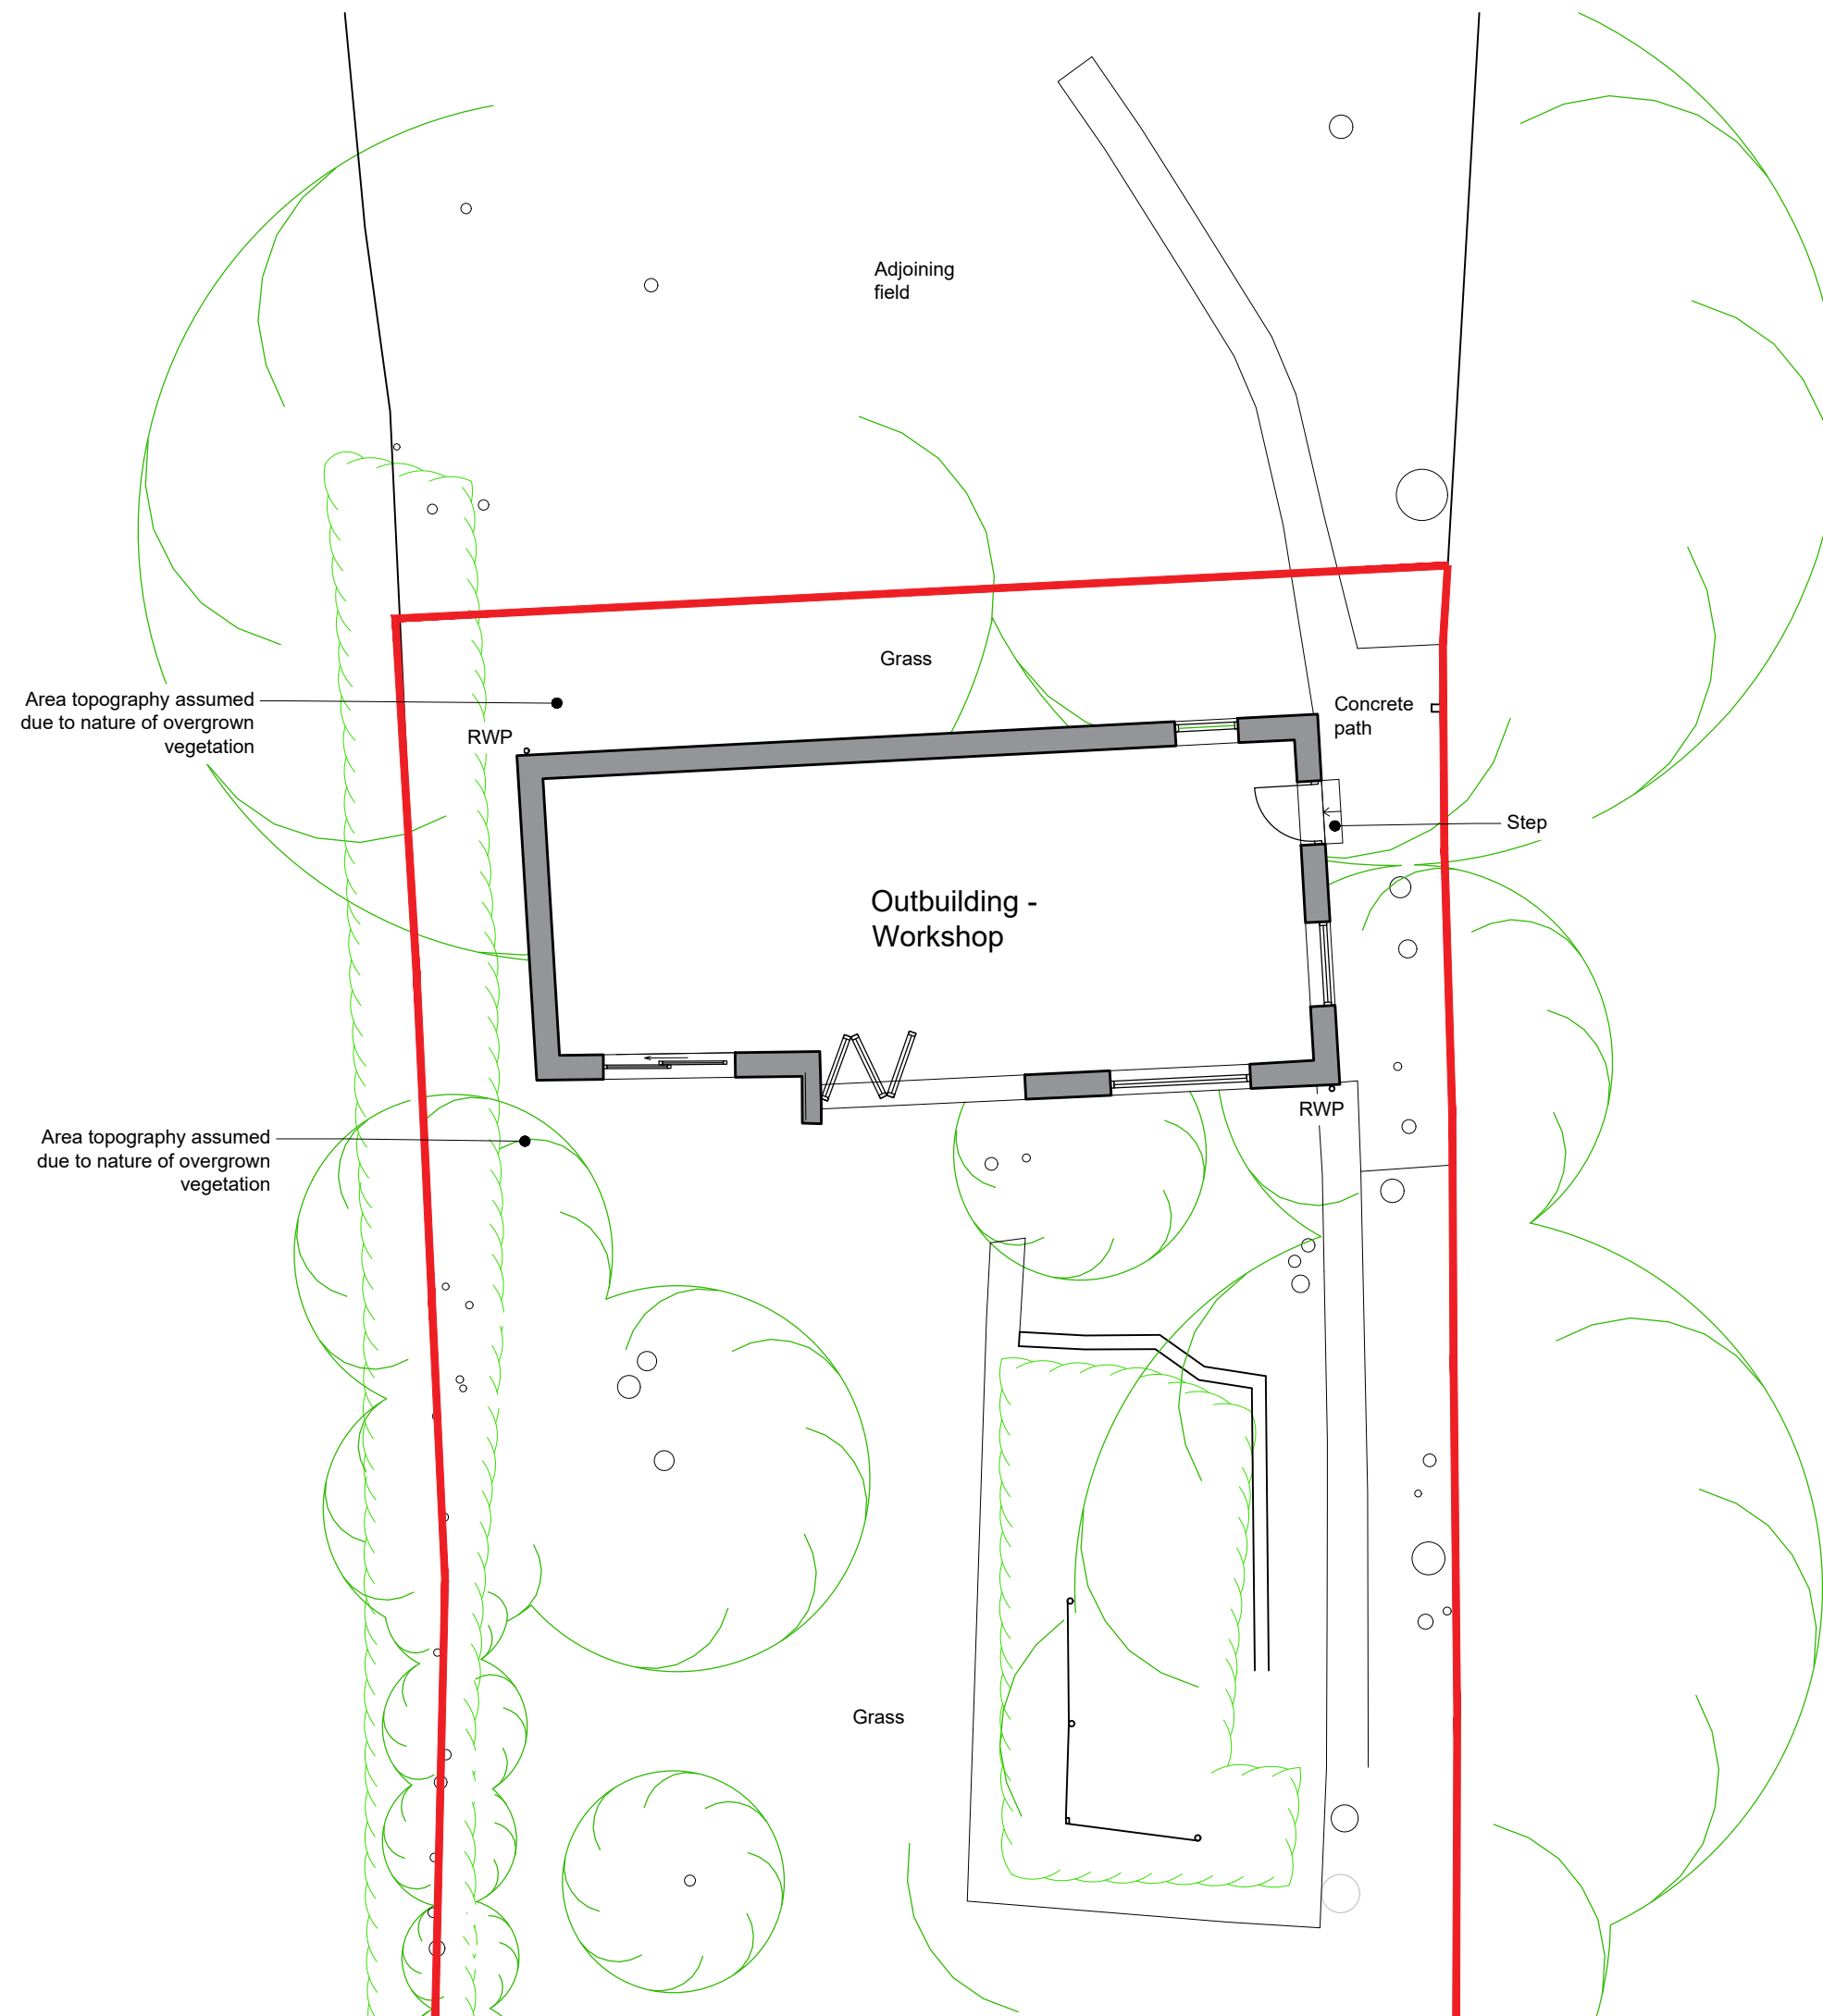 Adjoining
field
Grass
Area topography assumed
due to nature of overgrown
vegetation
RWP
Concrete
path
Step
Outbuilding -
Workshop
RWP
Area topography assumed
due to nature of overgrown
vegetation
Grass